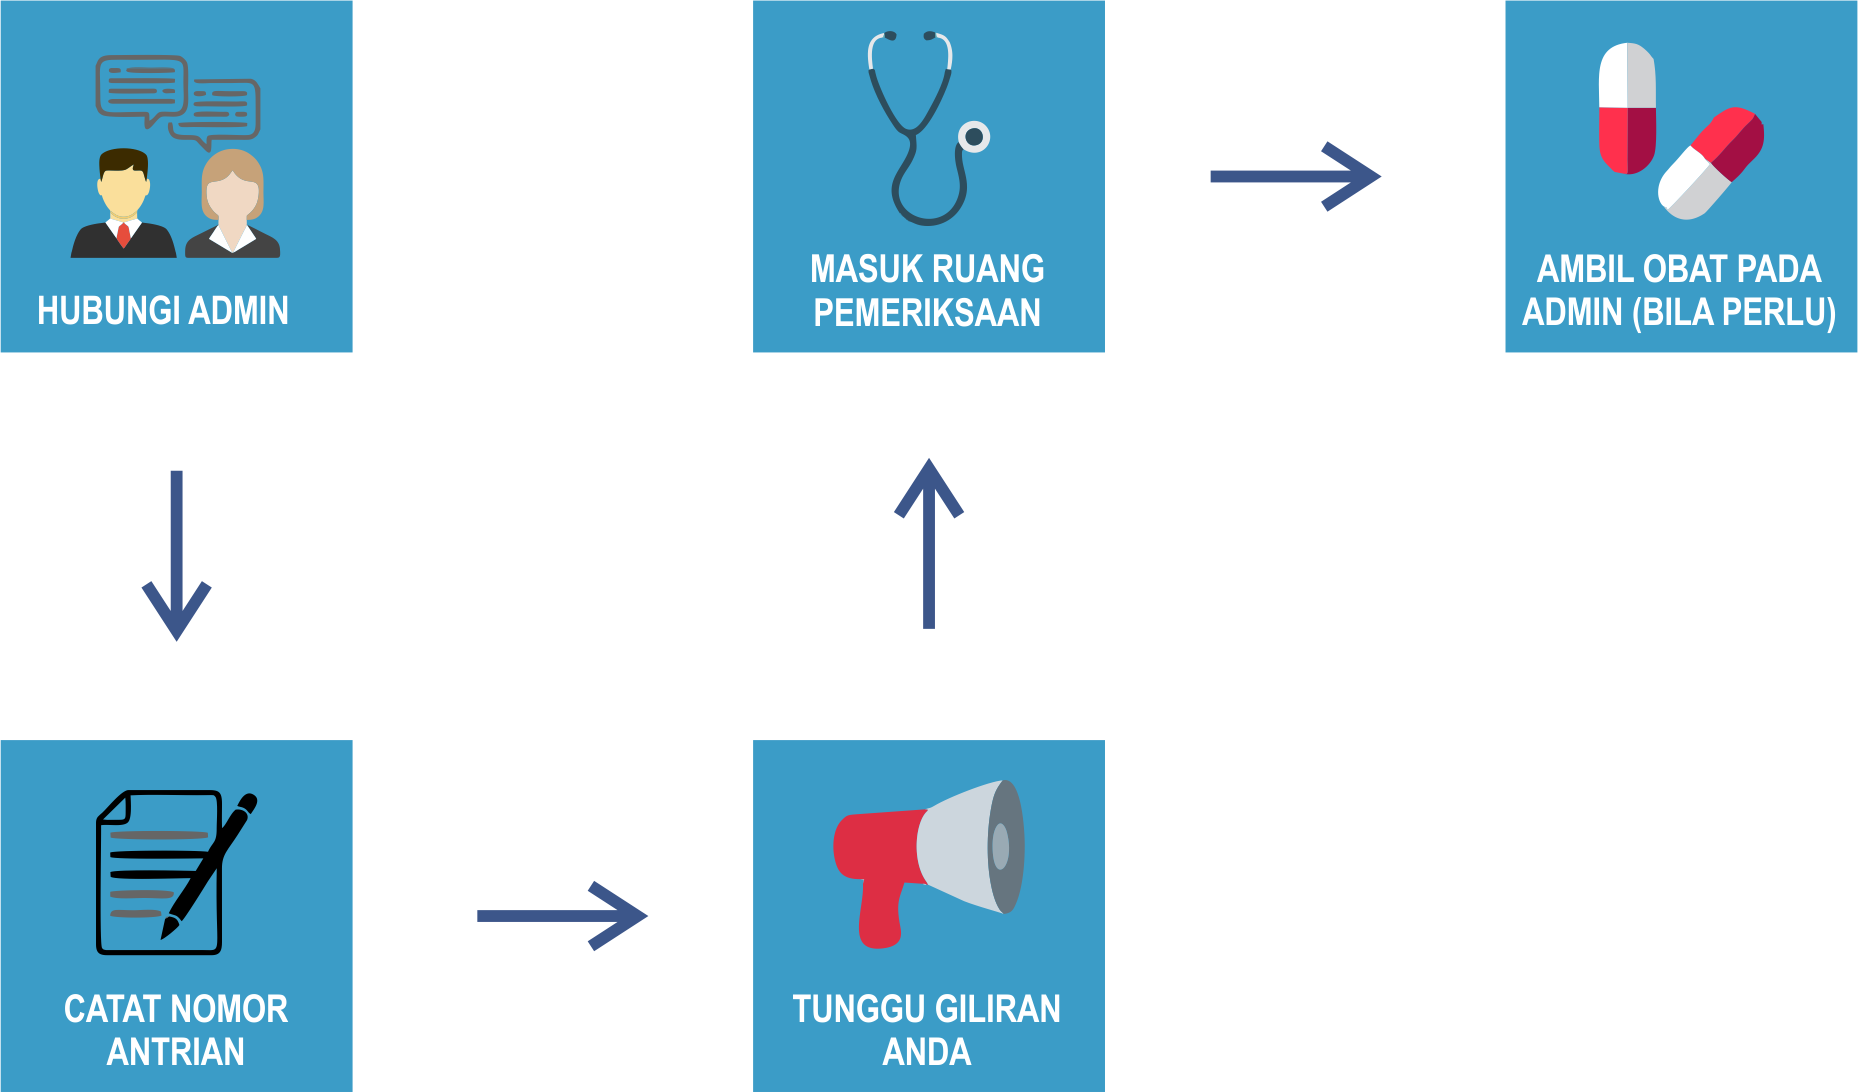 HUBUNGI ADMIN
MASUK RUANG
PEMERIKSAAN
AMBIL OBAT PADA
ADMIN (BILA PERLU)
CATAT NOMOR
ANTRIAN
TUNGGU GILIRAN
ANDA